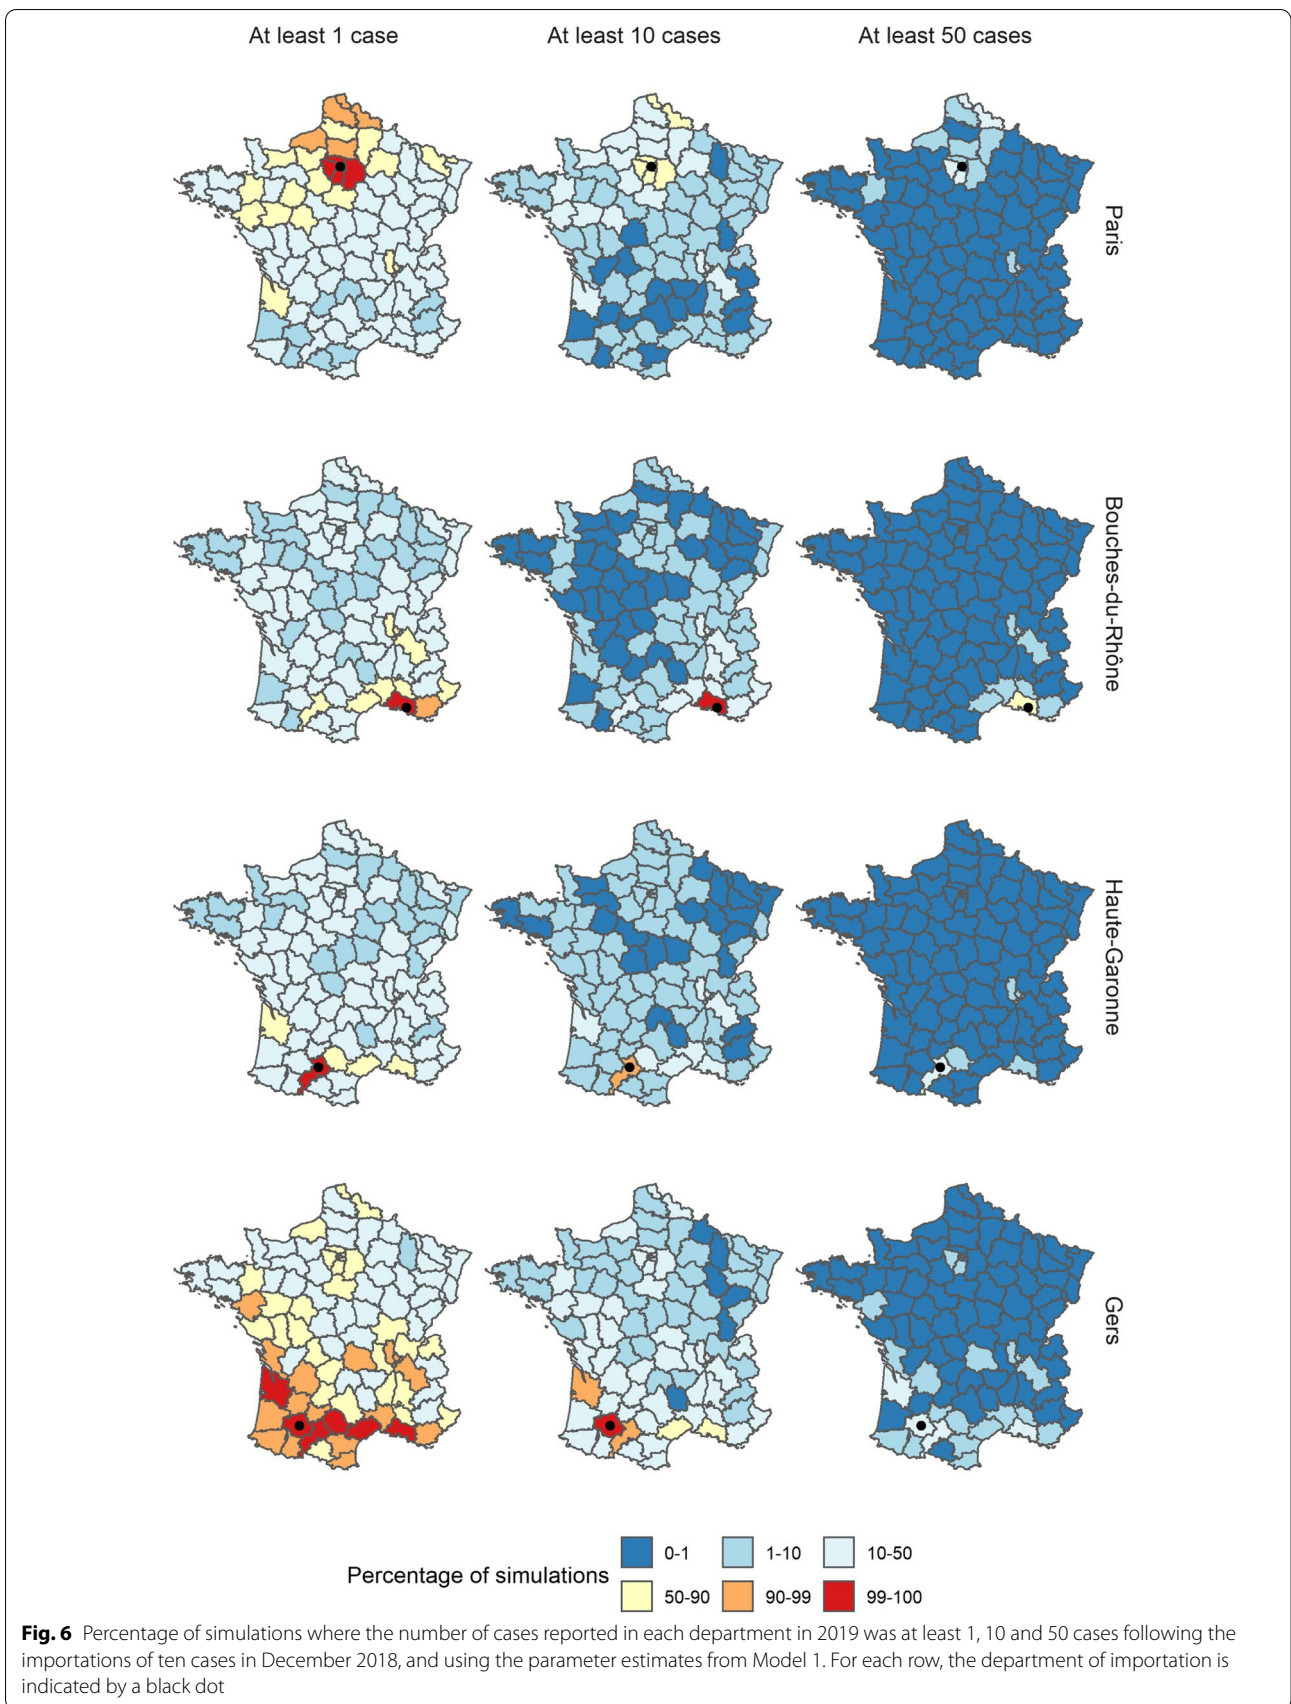 At least 1 case At least 10 cases At least 50 cases
Paris
Bouches-du-Rhône
Haute-Garonne
Gers
Percentage of simulations
0-1 1-10 10-50
50-90 90-99 99-100
Fig. 6 Percentage of simulations where the number of cases reported in each department in 2019 was at least 1, 10 and 50 cases following the
importations of ten cases in December 2018, and using the parameter estimates from Model 1. For each row, the department of importation is
indicated by a black dot